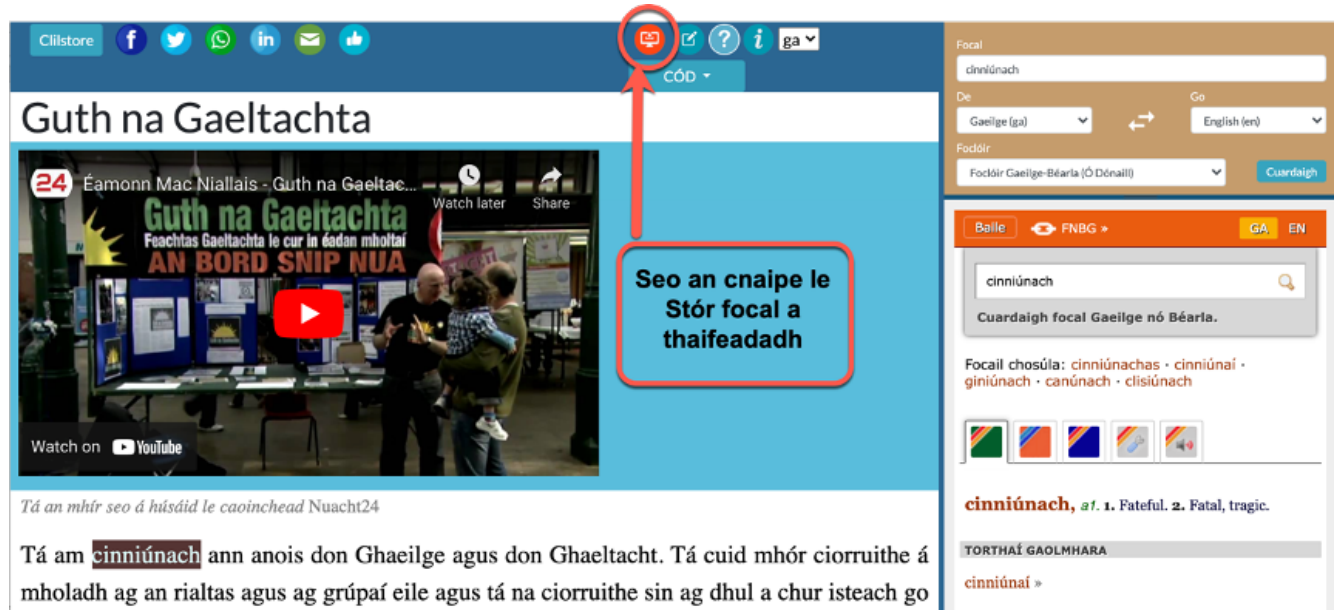 Clilstore
ga
CÓD
Guth na Gaeltachta
24 Éamonn Mac Niallais - Guth na Gaeltac...
Watch later Share
Guth na Gaeltachta
Feachtas Gaeltachta le cur in éadan mholtaí
AN BORD SNIP NUA
Watch on YouTube
Seo an cnaipe le
Stór focal a
thaifeadadh
Tá an mhír seo á húsáid le caoinchead Nuacht24
Tá am cinniúnach ann anois don Ghaeilge agus don Ghaeltacht. Tá cuid mhór ciorruithe á
mholadh ag an rialtas agus ag grúpaí eile agus tá na ciorruithe sin ag dhul a chur isteach go
Focal
cinniúnach
De Go
Gaeilge (ga) English (en)
Foclóir
Foclóir Gaeilge-Béarla (Ó Dónaill) Cuardaigh
Baile FNBG » GA EN
cinniúnach
Cuardaigh focal Gaeilge nó Béarla.
Focail chosúla: cinniúnachas · cinniúnaí ·
giniúnach · canúnach · clisiúnach
cinniúnach, a1. 1. Fateful. 2. Fatal, tragic.
TORTHAÍ GAOLMHARA
cinniúnaí »